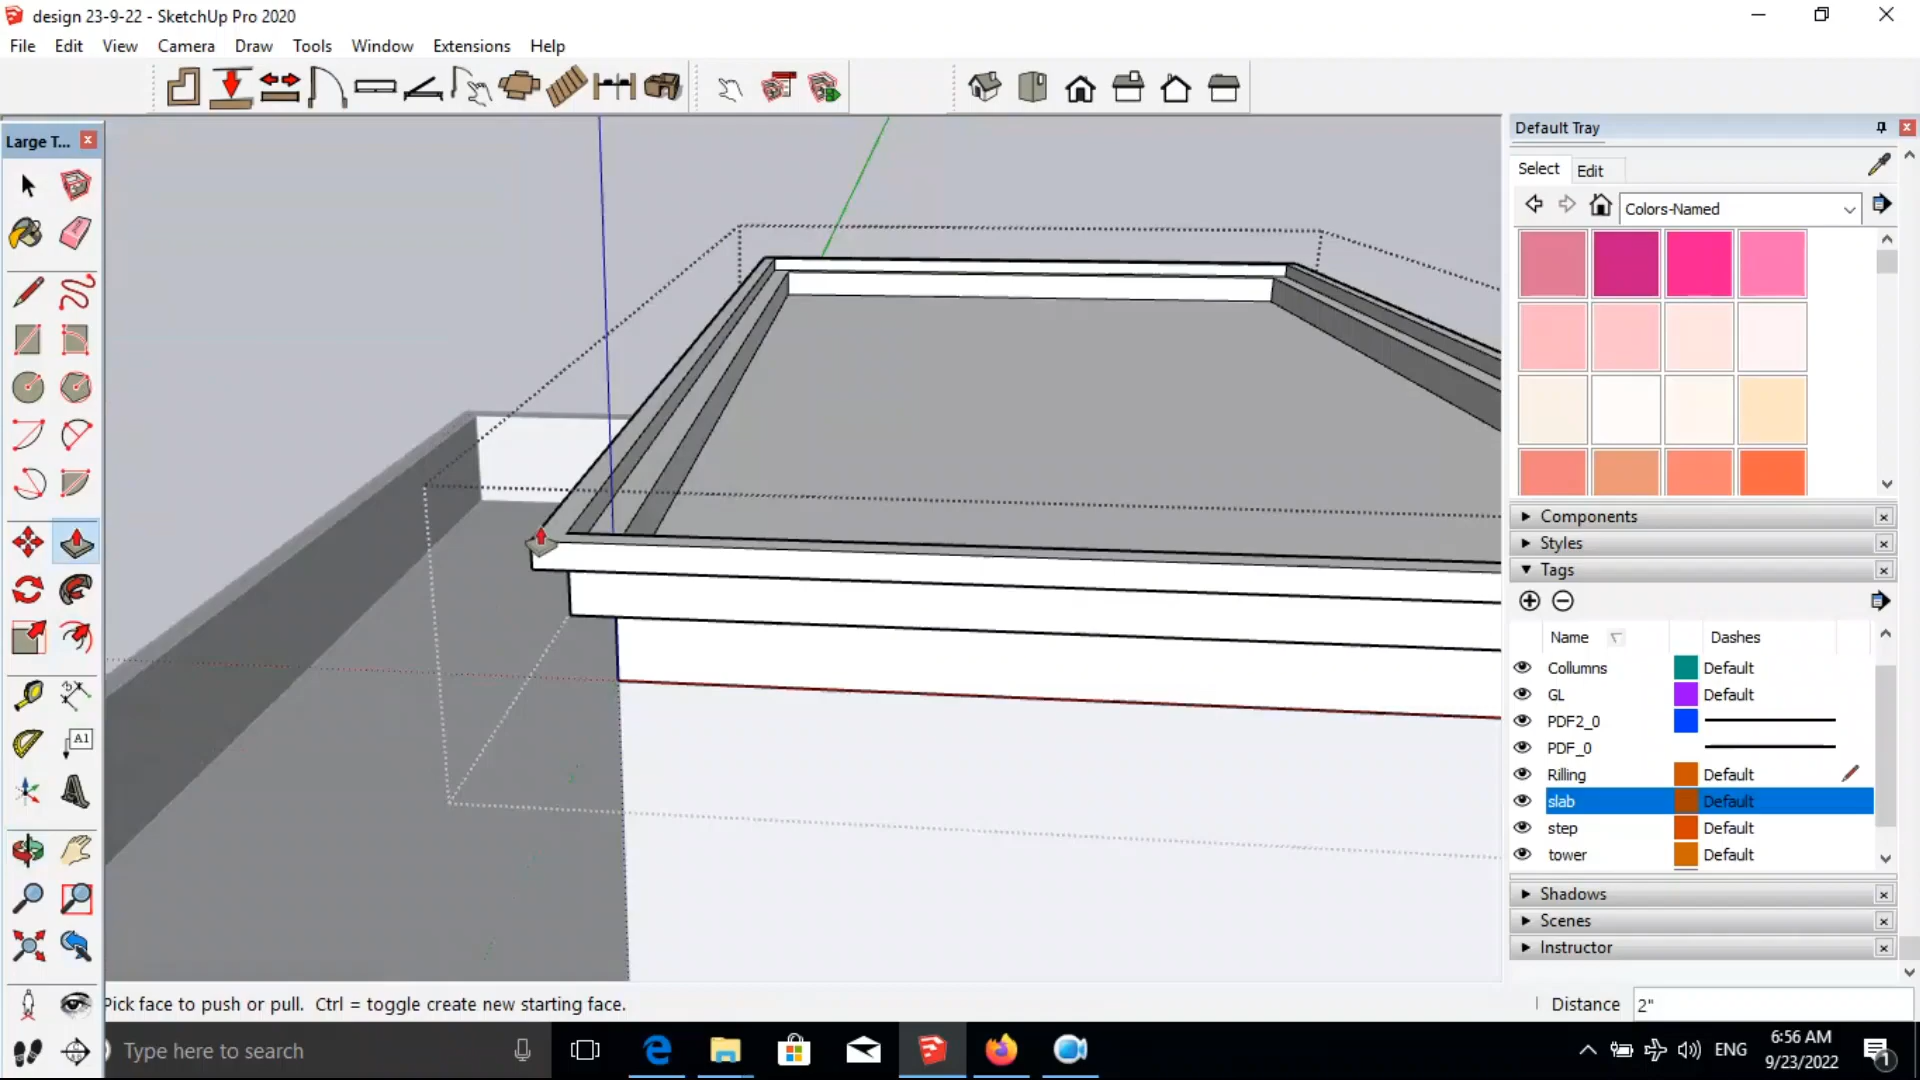 design 23-9-22 - SketchUp Pro 2020
File Edit View Camera Draw Tools Window Extensions Help
Large T...
Default Tray
Select Edit
Colors-Named
Components
Styles
Tags
Name Dashes
Collumns Default
GL Default
PDF2_0
PDF_0
Rilling Default
slab Default
step Default
tower Default
Shadows
Scenes
Instructor
A1
Pick face to push or pull. Ctrl = toggle create new starting face.
Distance 2"
Type here to search
ENG
6:56 AM
9/23/2022
1